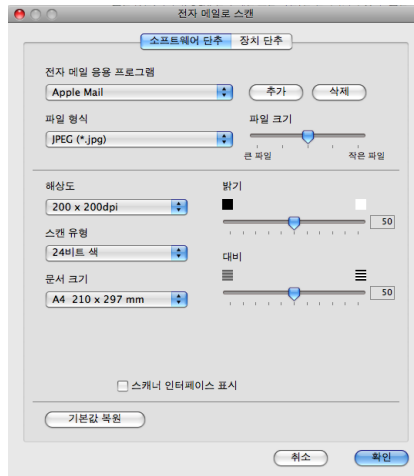 전자 메일로 스캔
소프트웨어 단추 장치 단추
전자 메일 응용 프로그램
Apple Mail 추가 삭제
파일 형식 파일 크기
JPEG (*.jpg)
큰 파일 작은 파일
해상도 밝기
200 x 200dpi
50
스캔 유형
24비트 색
대비
문서 크기
A4 210 x 297 mm 50
스캐너 인터페이스 표시
기본값 복원
취소 확인